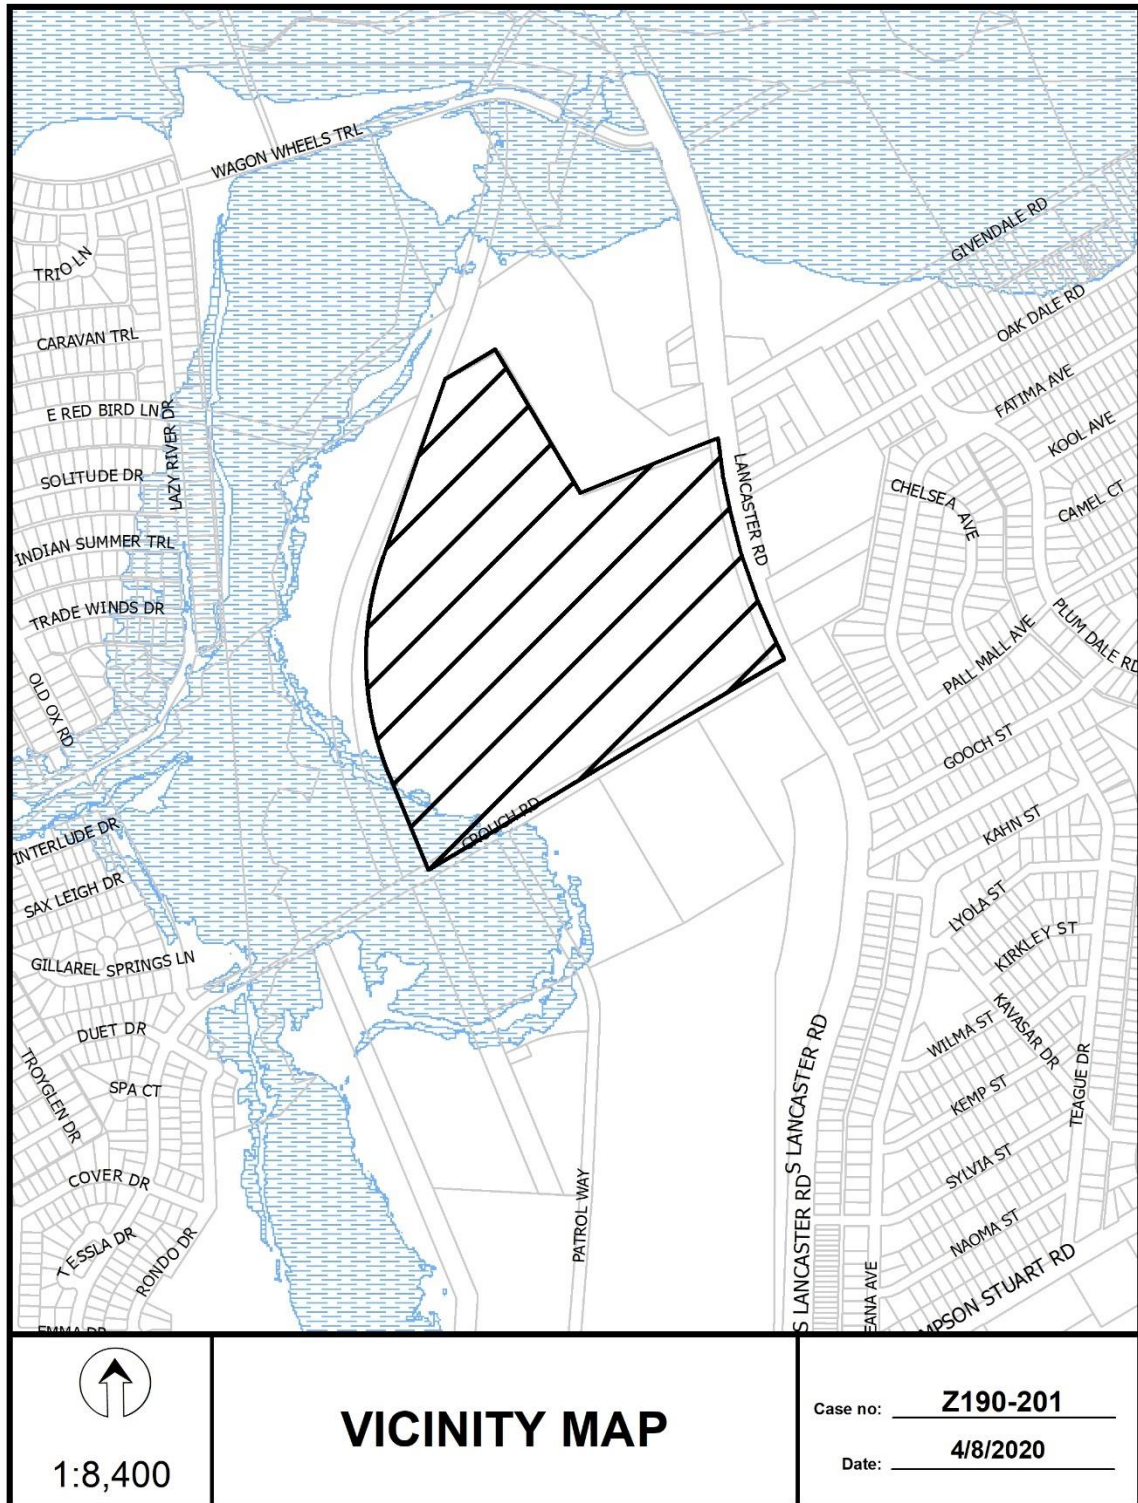 WAGON WHEELS TRL
GIVENDALE RD
TRIO LN
OAK DALE RD
CARAVAN TRL
FATIMA AVE
E RED BIRD LN
KOOL AVE
LAZY RIVER DR
SOLITUDE DR
LANCASTER RD
CHELSEA AVE
CAMEL CT
INDIAN SUMMER TRL
TRADE WINDS DR
PLUM DALE RD
PALL MALL AVE
OLD OX RD
GOOCH ST
CROUCH RD
INTERLUDE DR
KAHN ST
SAX LEIGH DR
LYOLA ST
GILLAREL SPRINGS LN
KIRKLEY ST
DUET DR
WILMA ST
KAVASAR DR
TROYGLEN DR
SPA CT
S LANCASTER RD
KEMP ST
TEAGUE DR
COVER DR
SYLVIA ST
PATROL WAY
S LANCASTER RD
TESSLA DR
RONDO DR
NAOMA ST
EANA AVE
MPSON STUART RD
EMMA DR
1:8,400
VICINITY MAP
Case no: Z190-201
Date: 4/8/2020